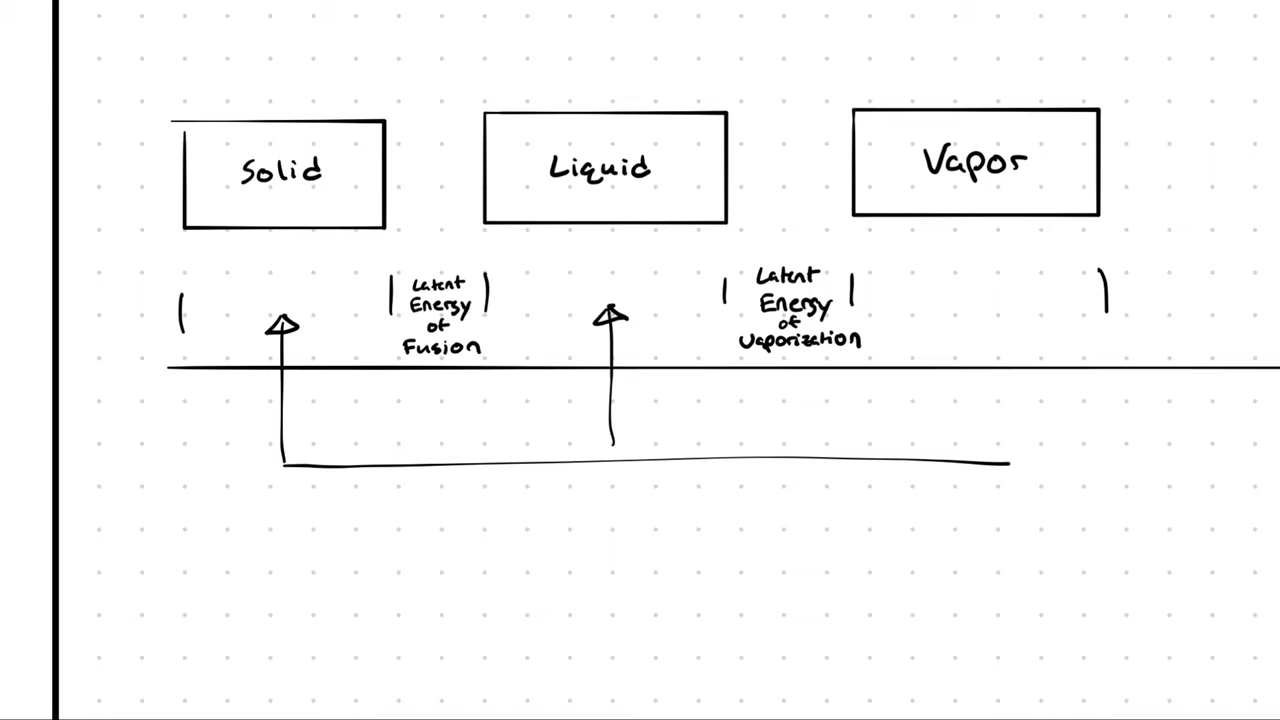 Solid
Liquid
Vapor
Latent
Energy
of
Fusion
Latent
Energy
of
Vaporization